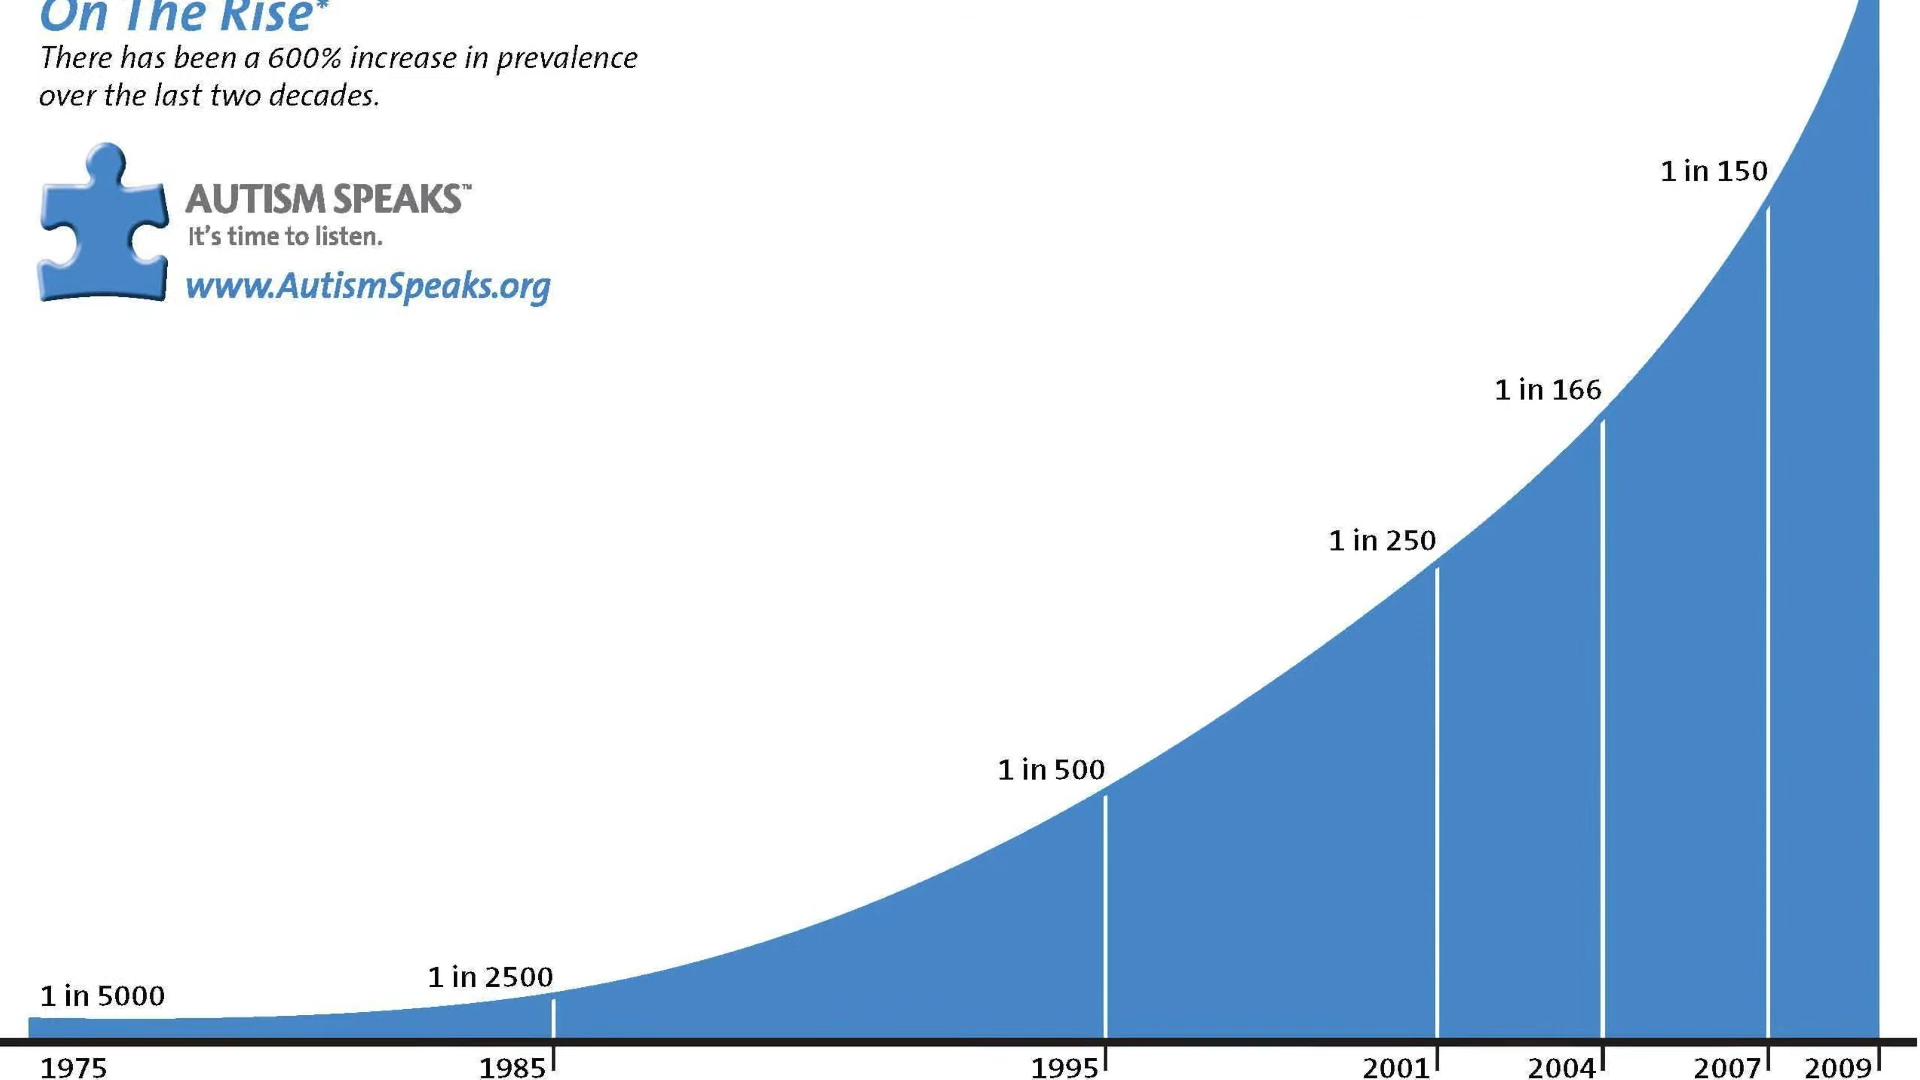 On The Rise*
There has been a 600% increase in prevalence
over the last two decades.
AUTISM SPEAKS™
It's time to listen.
www.AutismSpeaks.org
1 in 150
1 in 166
1 in 250
1 in 500
1 in 2500
1 in 5000
1975 1985 1995 2001 2004 2007 2009